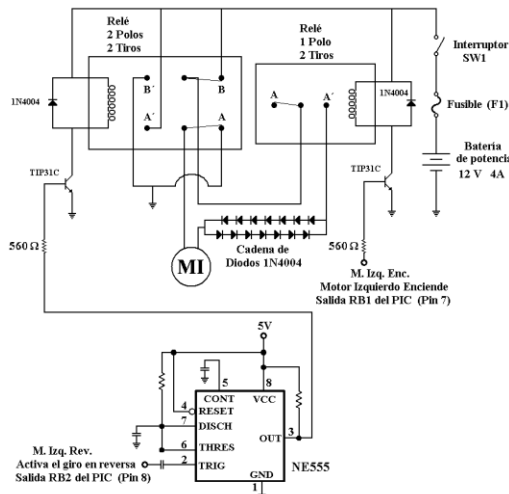 Relé
2 Polos
2 Tiros
Relé
1 Polo
2 Tiros
Interruptor
SW1
1N4004
B´
B
A´
A
A
A´
1N4004
Fusible (F1)
Batería
de potencia
12 V 4A
TIP31C
TIP31C
560 Ω
560 Ω
MI
Cadena de
Diodos 1N4004
M. Izq. Enc.
Motor Izquierdo Enciende
Salida RB1 del PIC (Pin 7)
5V
5
8
CONT
VCC
4
RESET
7
DISCH
OUT
3
6
THRES
2
TRIG
GND
1
NE555
M. Izq. Rev.
Activa el giro en reversa
Salida RB2 del PIC (Pin 8)